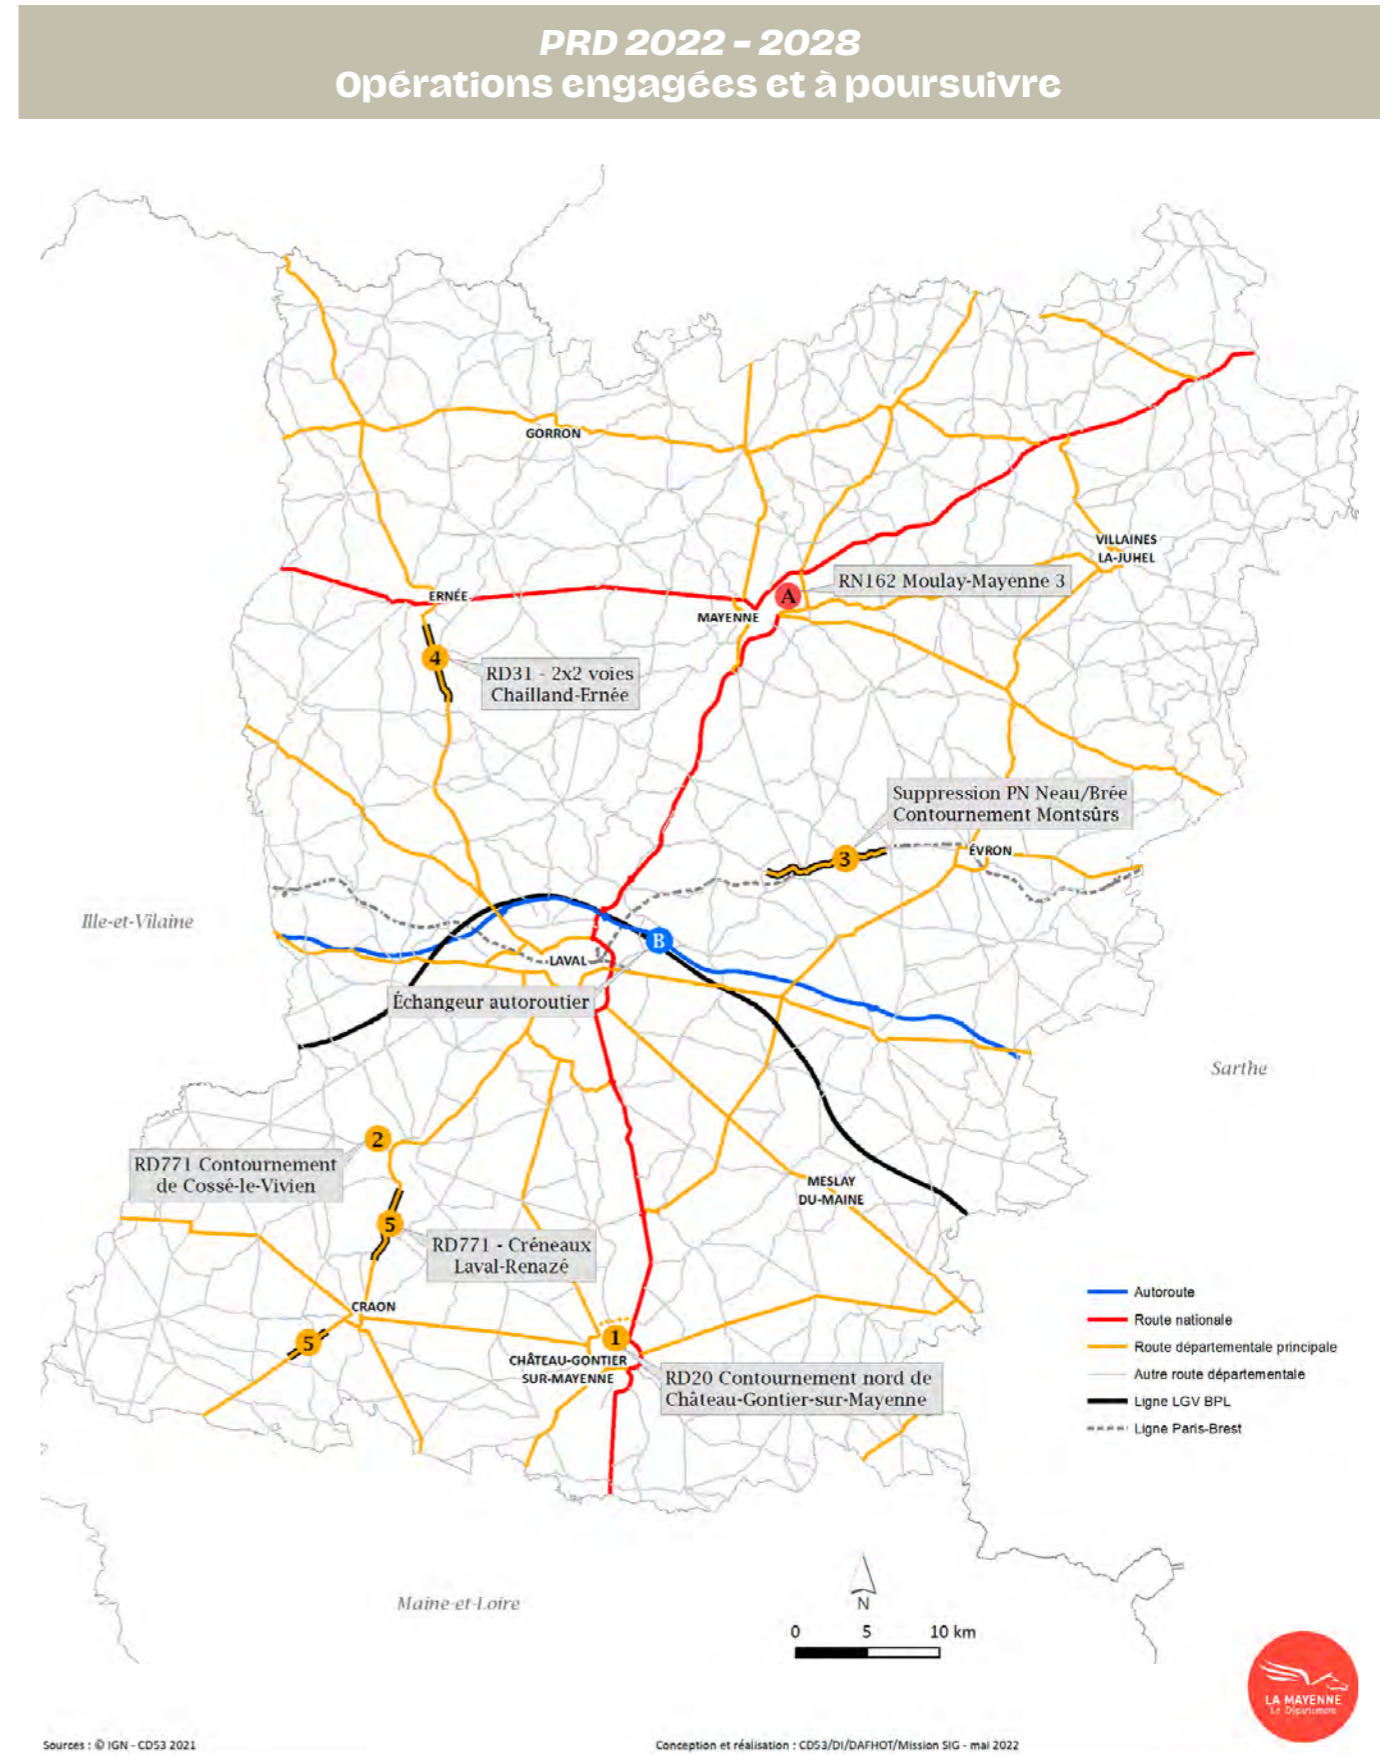 PRD 2022 - 2028
Opérations engagées et à poursuivre
GORRON
VILLAINES
LA-JUHEL
RN162 Moulay-Mayenne 3
A
ERNÉE
MAYENNE
4
RD31 - 2x2 voies
Chailland-Ernée
Suppression PN Neau/Brée
Contournement Montsûrs
3
ÉVRON
Ille-et-Vilaine
B
LAVAL
Échangeur autoroutier
Sarthe
2
RD771 Contournement
de Cossé-le-Vivien
MESLAY
DU-MAINE
5
RD771 - Créneaux
Laval-Renazé
CRAON
5
1
CHÂTEAU-GONTIER
SUR-MAYENNE
RD20 Contournement nord de
Château-Gontier-sur-Mayenne
Autoroute
Route nationale
Route départementale principale
Autre route départementale
Ligne LGV BPL
Ligne Paris-Brest
Maine-et-Loire
N
0 5 10 km
LA MAYENNE
Le Département
Sources : © IGN - CD53 2021
Conception et réalisation : CD53/DI/DAFHOT/Mission SIG - mai 2022